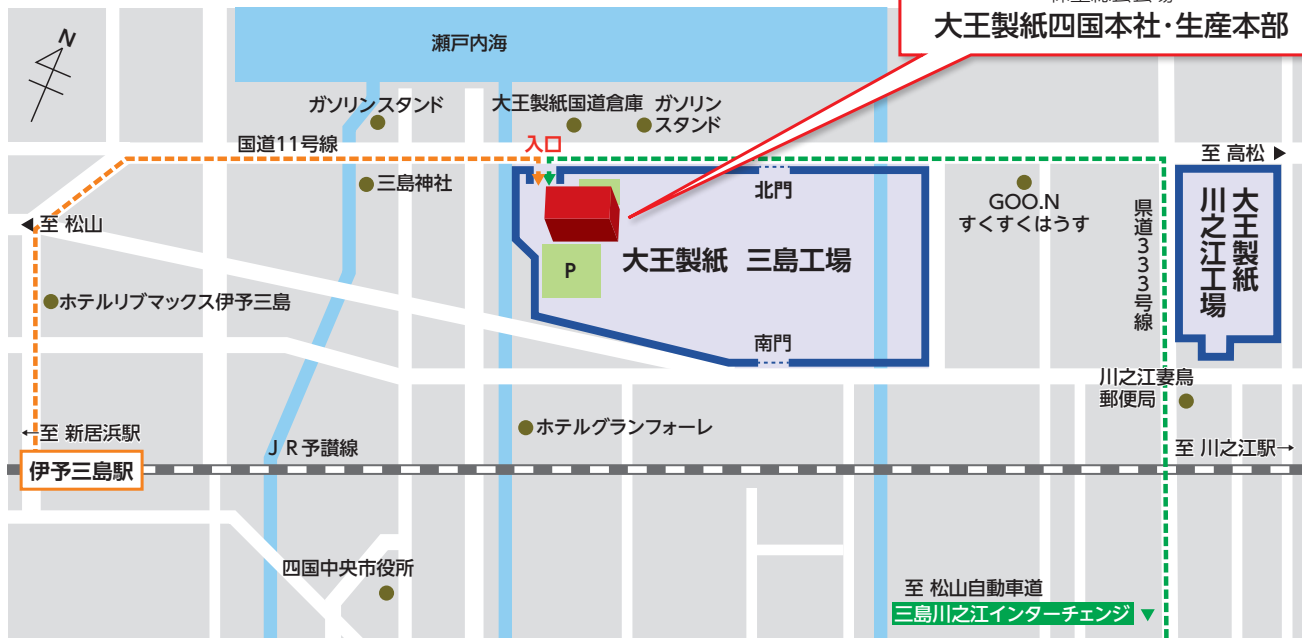 大王製紙四国本社・生産本部
N
瀬戸内海
ガソリンスタンド
大王製紙国道倉庫
ガソリン
スタンド
国道11号線
入口
至 高松
三島神社
北門
GOO.N
すくすくはうす
県道333号線
大王製紙
川之江工場
至 松山
大王製紙 三島工場
P
ホテルリブマックス伊予三島
南門
川之江妻鳥
郵便局
←至 新居浜駅
JR予讃線
ホテルグランフォーレ
至 川之江駅→
伊予三島駅
四国中央市役所
至 松山自動車道
三島川之江インターチェンジ